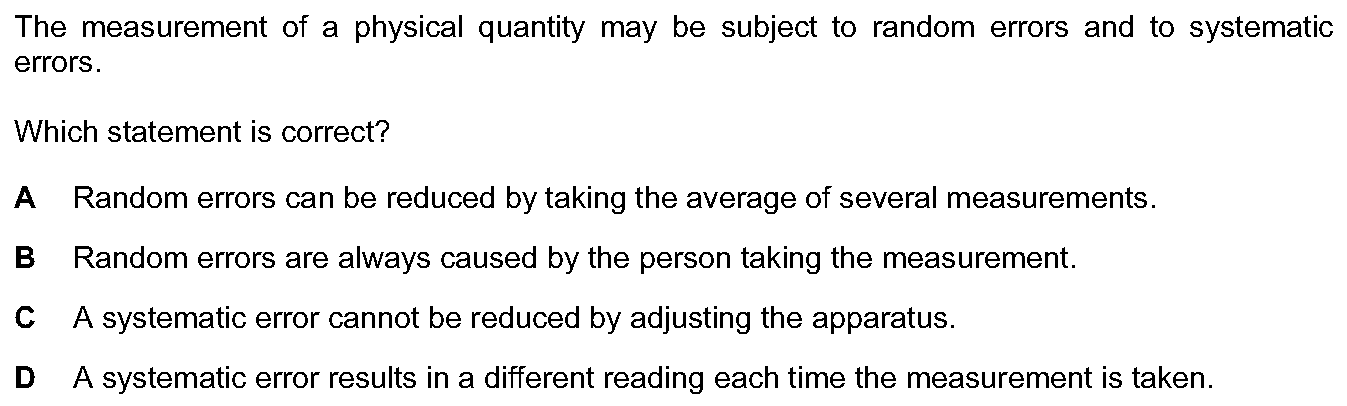 The measurement of a physical quantity may be subject to random errors and to systematic
errors.
Which statement is correct?
A Random errors can be reduced by taking the average of several measurements.
B Random errors are always caused by the person taking the measurement.
C A systematic error cannot be reduced by adjusting the apparatus.
D A systematic error results in a different reading each time the measurement is taken.